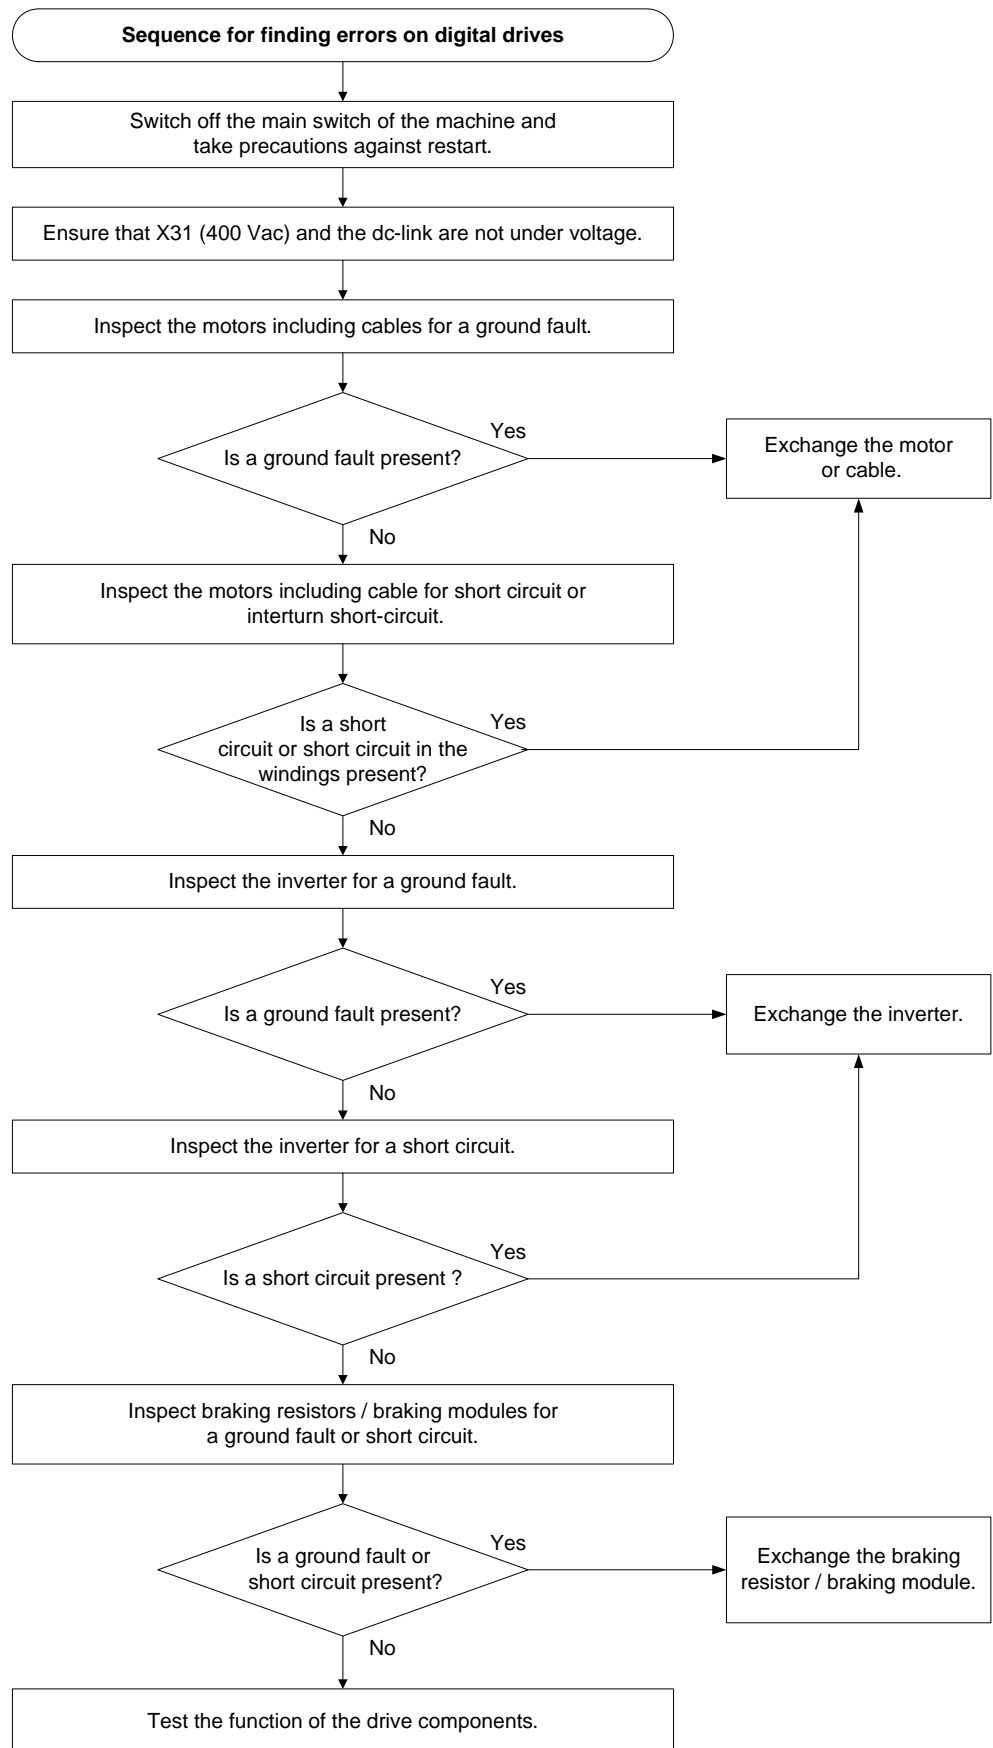 Sequence for finding errors on digital drives
Switch off the main switch of the machine and
take precautions against restart.
Ensure that X31 (400 Vac) and the dc-link are not under voltage.
Inspect the motors including cables for a ground fault.
Is a ground fault present?
Yes
Exchange the motor
or cable.
No
Inspect the motors including cable for short circuit or
interturn short-circuit.
Is a short
circuit or short circuit in the
windings present?
Yes
No
Inspect the inverter for a ground fault.
Is a ground fault present?
Yes
Exchange the inverter.
No
Inspect the inverter for a short circuit.
Is a short circuit present ?
Yes
No
Inspect braking resistors / braking modules for
a ground fault or short circuit.
Is a ground fault or
short circuit present?
Yes
Exchange the braking
resistor / braking module.
No
Test the function of the drive components.